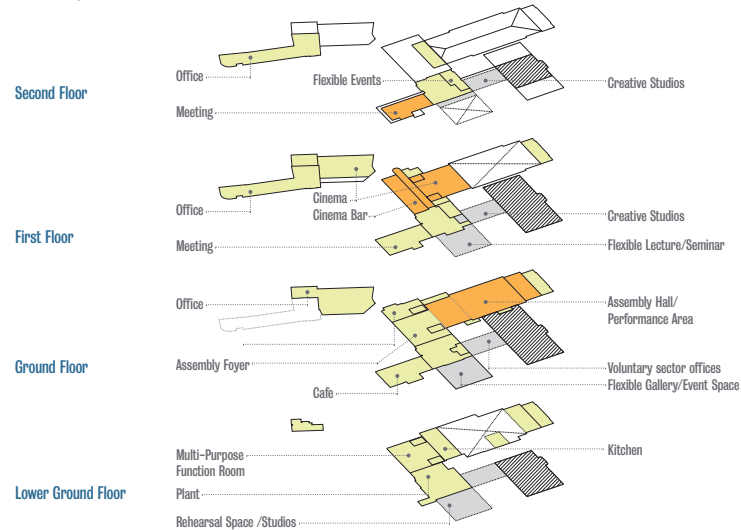 Office
Flexible Events
Creative Studios
Second Floor
Meeting
Cinema
Cinema Bar
Office
Creative Studios
First Floor
Meeting
Flexible Lecture/Seminar
Office
Assembly Hall/
Performance Area
Ground Floor
Assembly Foyer
Voluntary sector offices
Cafe
Flexible Gallery/Event Space
Multi-Purpose
Function Room
Kitchen
Lower Ground Floor
Plant
Rehearsal Space /Studios